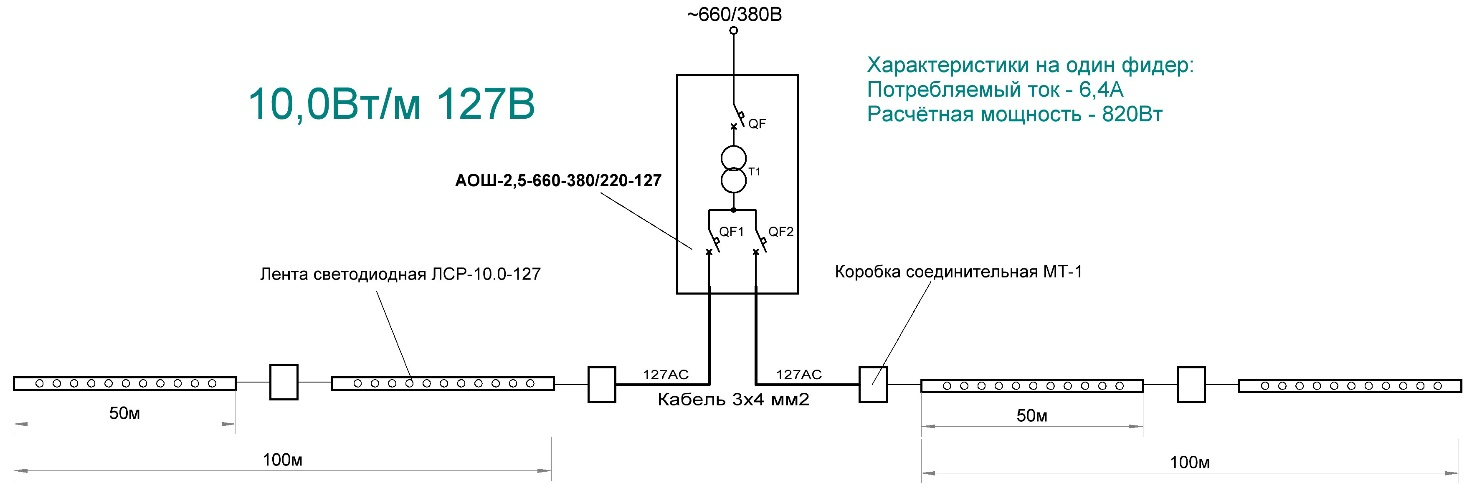 ~660/380В
10,0Вт/м 127В
Характеристики на один фидер:
Потребляемый ток - 6,4А
Расчётная мощность - 820Вт
QF
T1
АОШ-2,5-660-380/220-127
QF1
QF2
Лента светодиодная ЛСР-10.0-127
Коробка соединительная МТ-1
127АС
127АС
Кабель 3х4 мм2
50м
50м
100м
100м